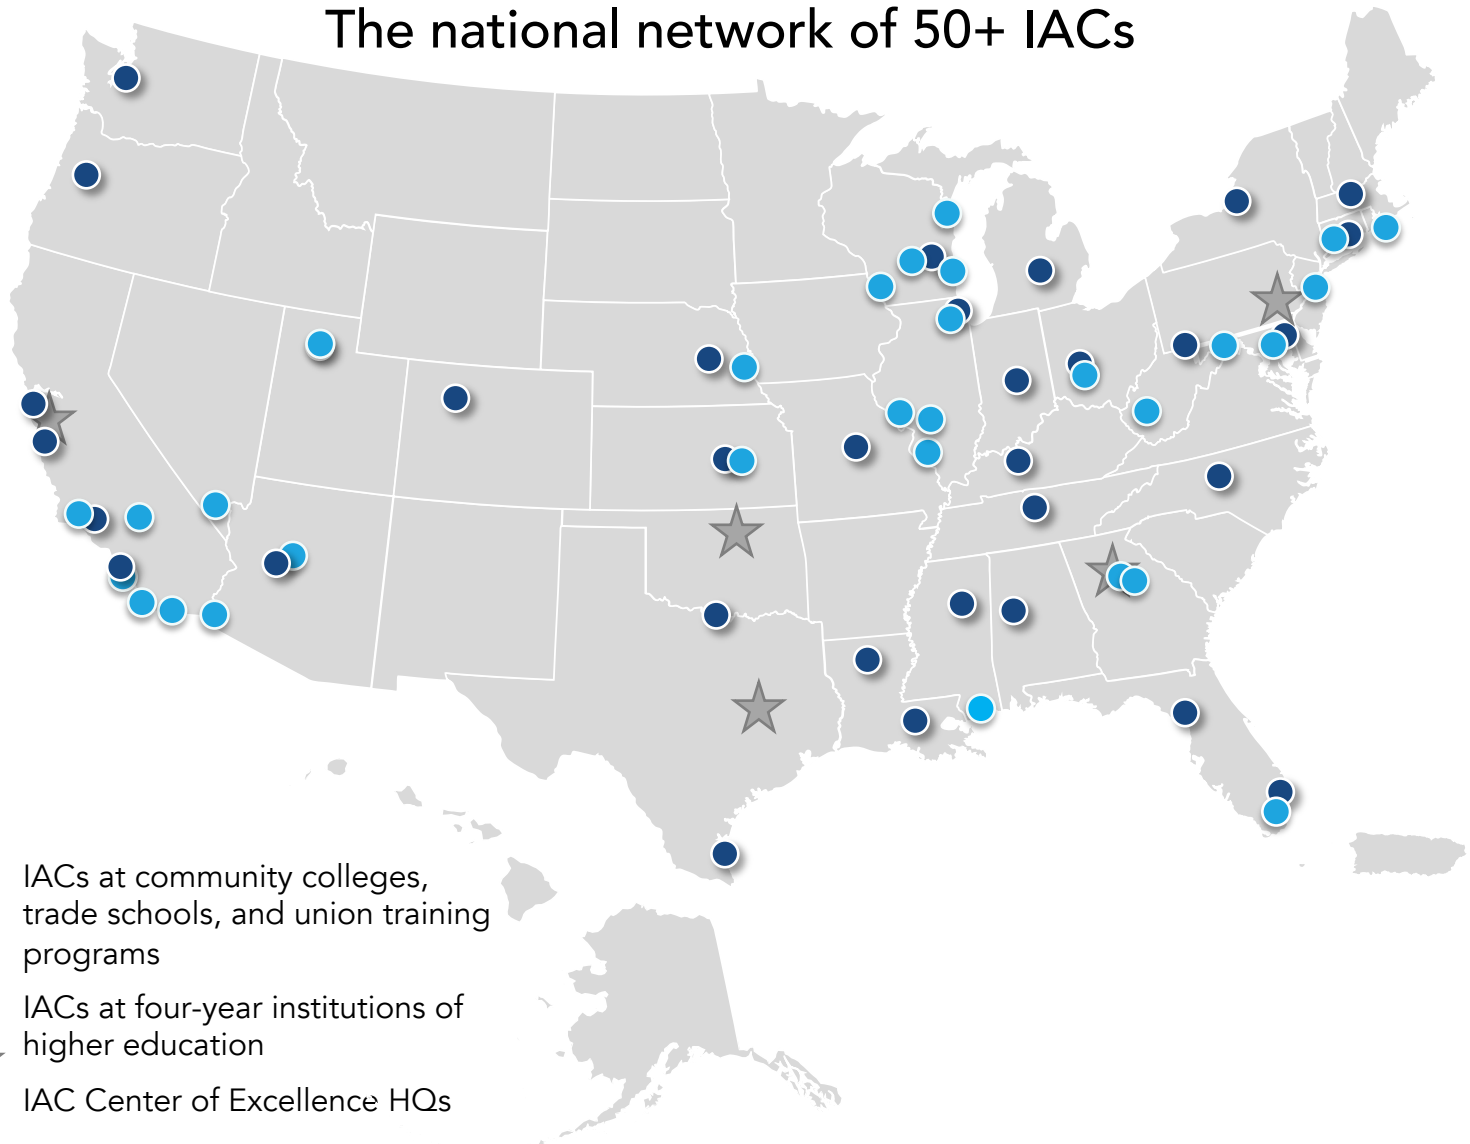 The national network of 50+ IACs
IACs at community colleges,
trade schools, and union training
programs
IACs at four-year institutions of
higher education
IAC Center of Excellence HQs